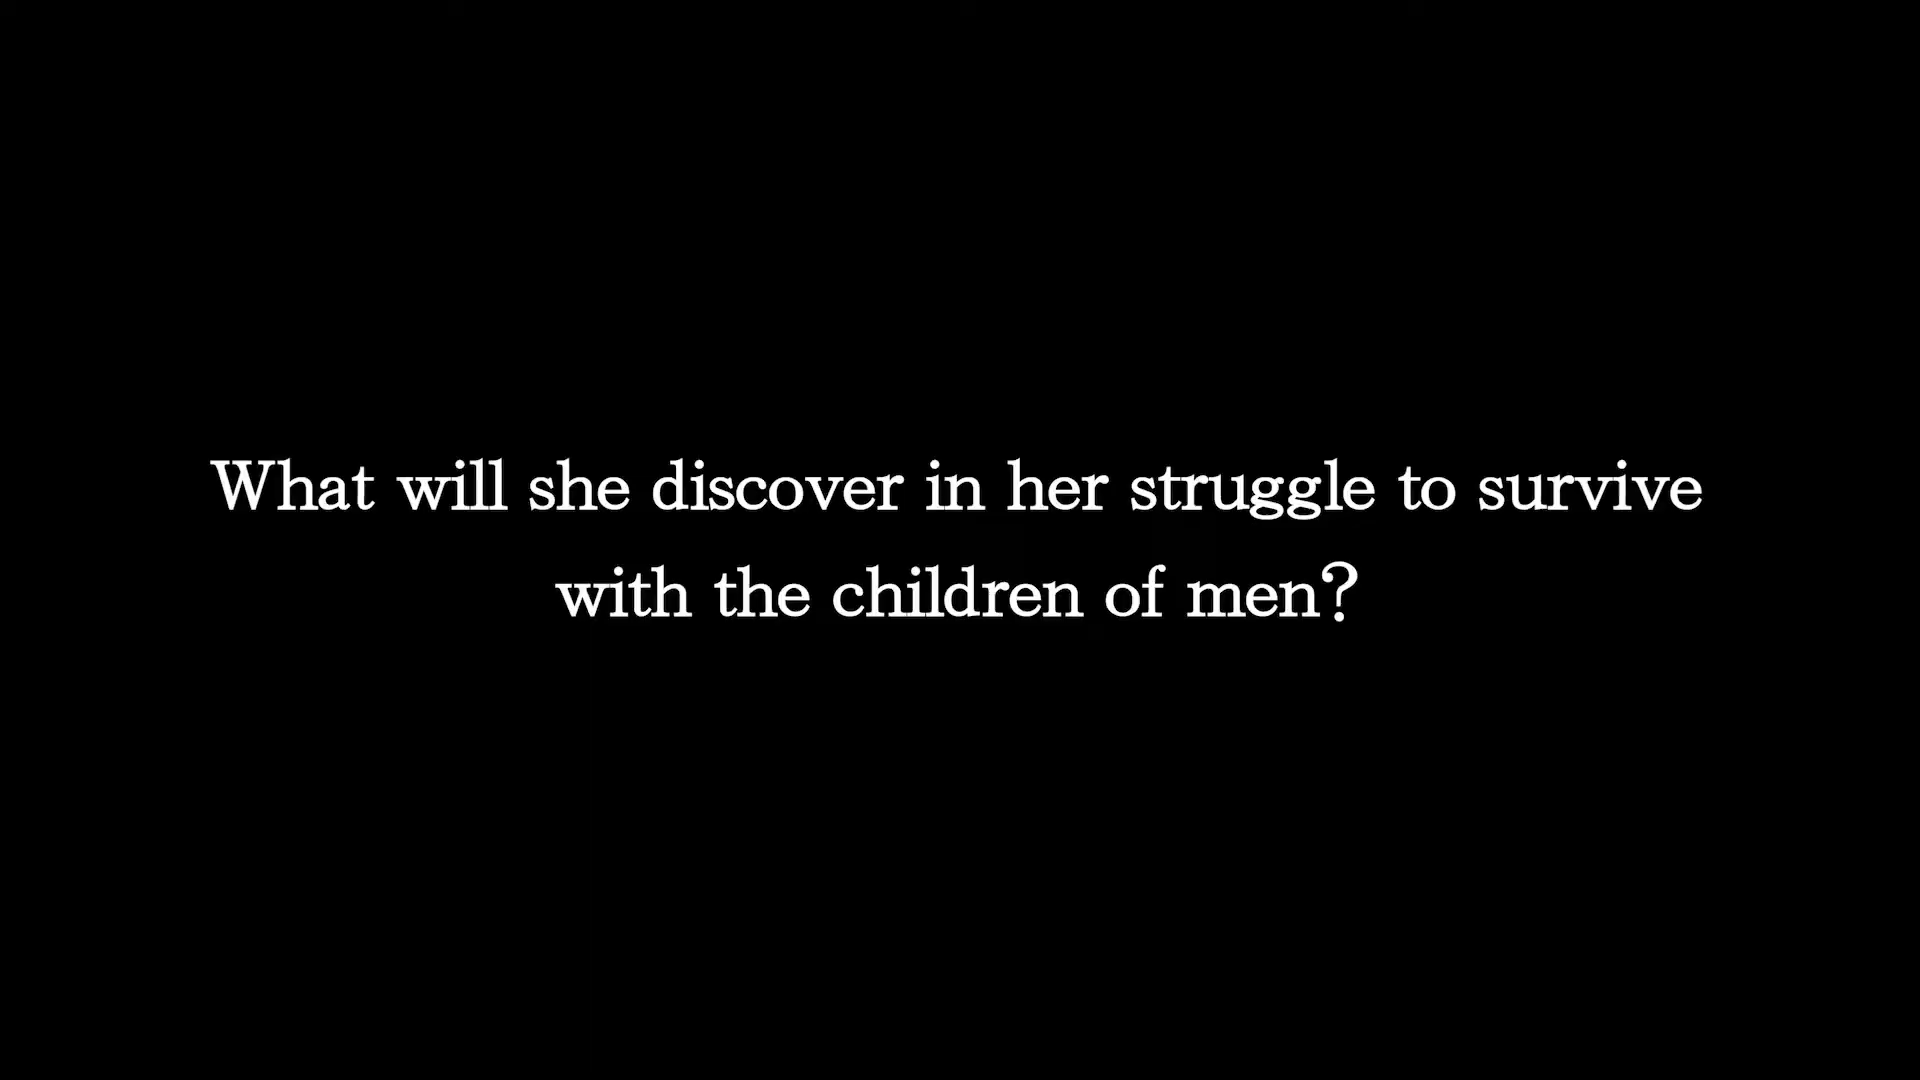 What will she discover in her struggle to survive
with the children of men?